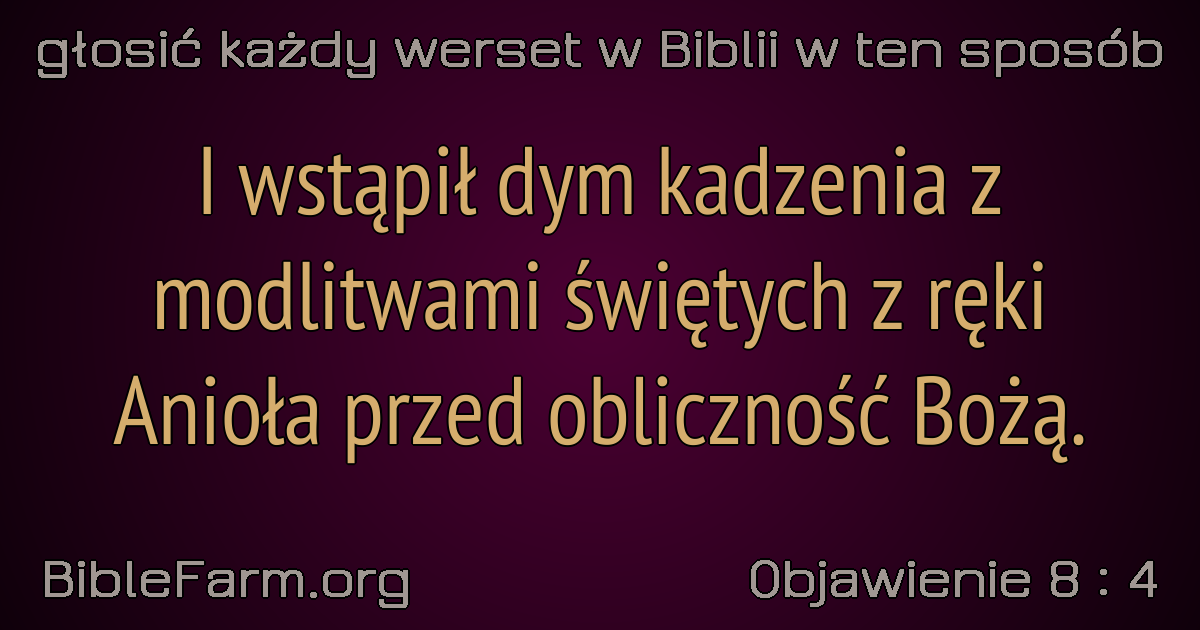 głosić każdy werset w Biblii w ten sposób
I wstąpił dym kadzenia z
modlitwami świętych z ręki
Anioła przed obliczność Bożą.
BibleFarm.org
Objawienie 8 : 4